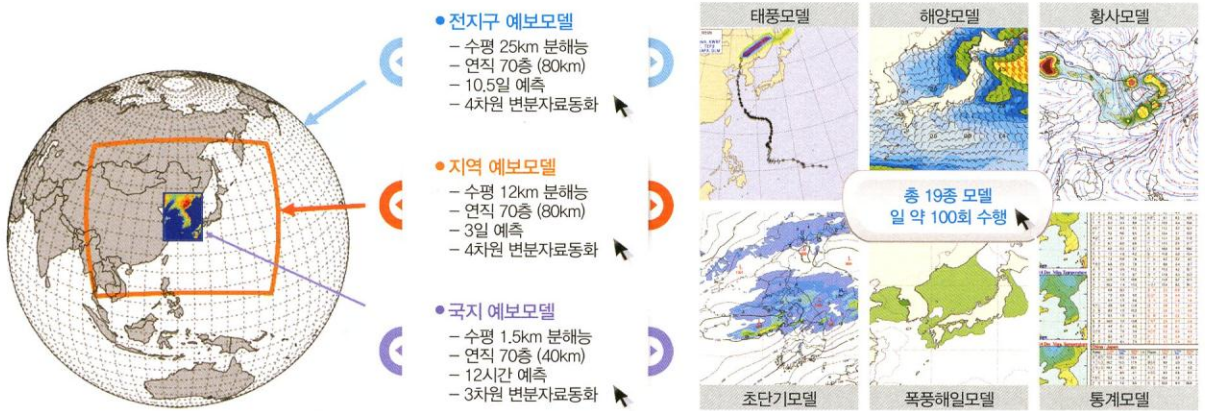 • 전지구 예보모델
– 수평 25km 분해능
– 연직 70층 (80km)
– 10.5일 예측
– 4차원 변분자료동화
• 지역 예보모델
– 수평 12km 분해능
– 연직 70층 (80km)
– 3일 예측
– 4차원 변분자료동화
• 국지 예보모델
– 수평 1.5km 분해능
– 연직 70층 (40km)
– 12시간 예측
– 3차원 변분자료동화
태풍모델
해양모델
황사모델
총 19종 모델
일 약 100회 수행
초단기모델
폭풍해일모델
통계모델